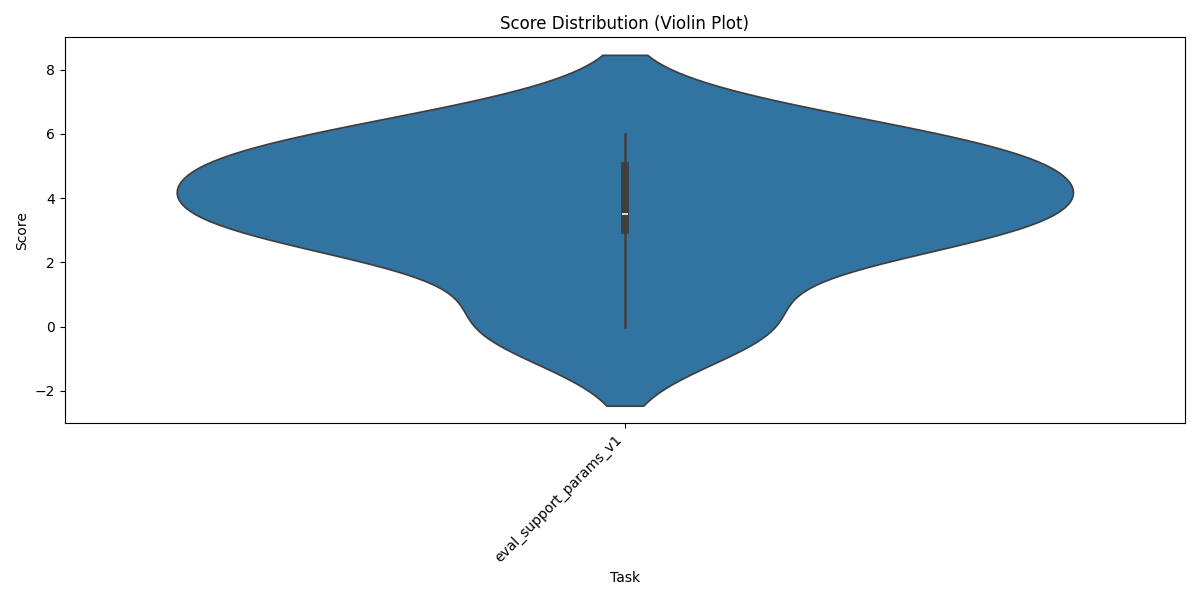 Score Distribution (Violin Plot)
8
6
4
2
0
−2
Score
eval_support_params_v1
Task